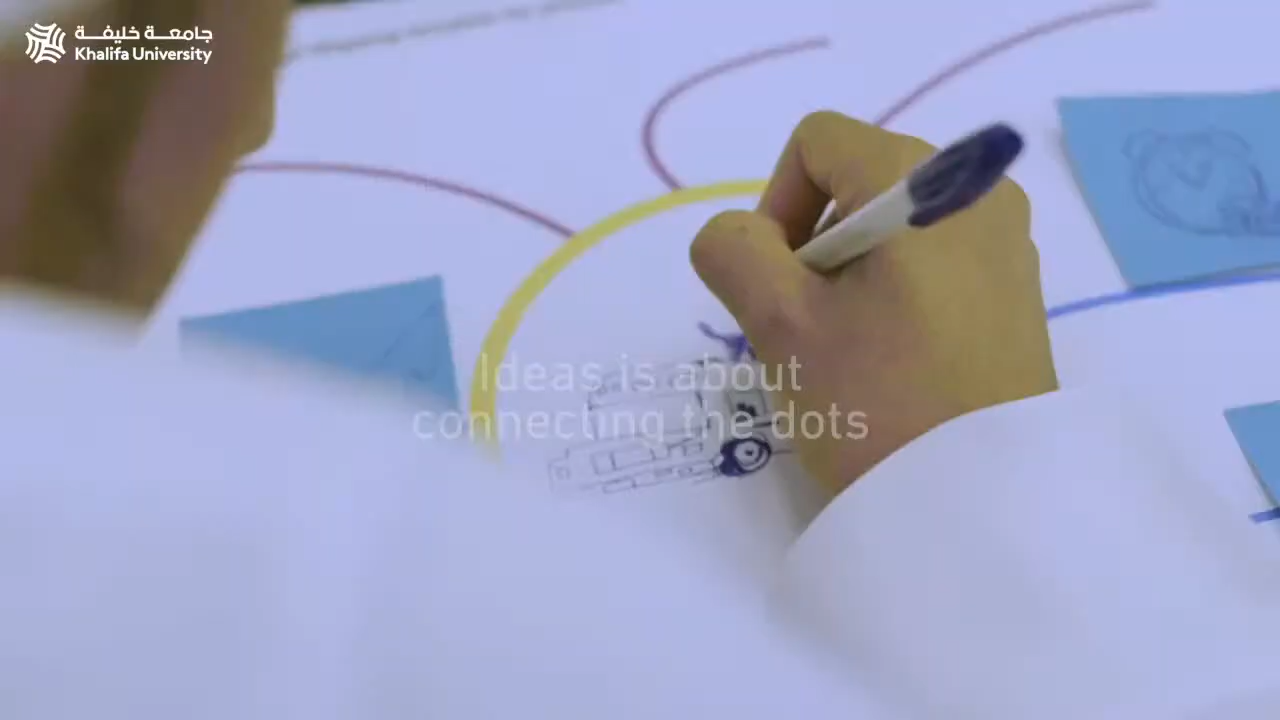 جامعة خليفة
Khalifa University
Ideas is about
connecting the dots